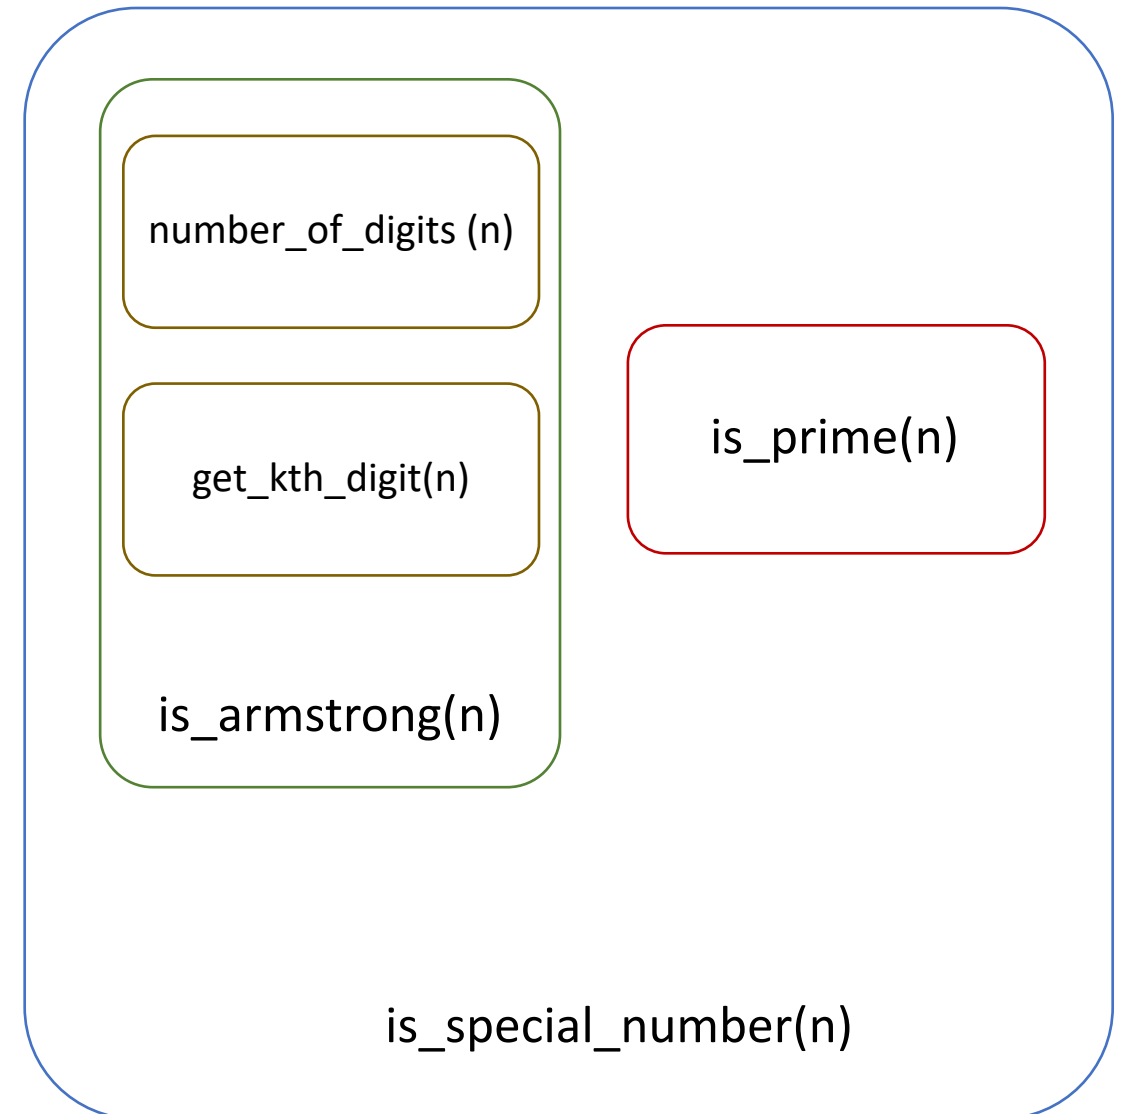 number_of_digits (n)
get_kth_digit(n)
is_prime(n)
is_armstrong(n)
is_special_number(n)